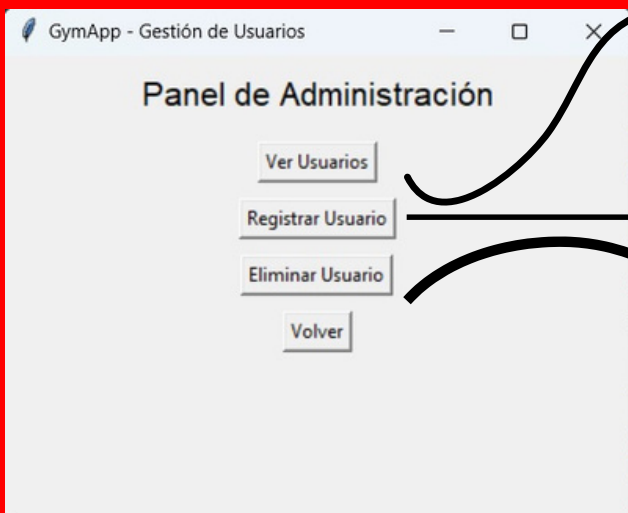 GymApp - Gestión de Usuarios
Panel de Administración
Ver Usuarios
Registrar Usuario
Eliminar Usuario
Volver